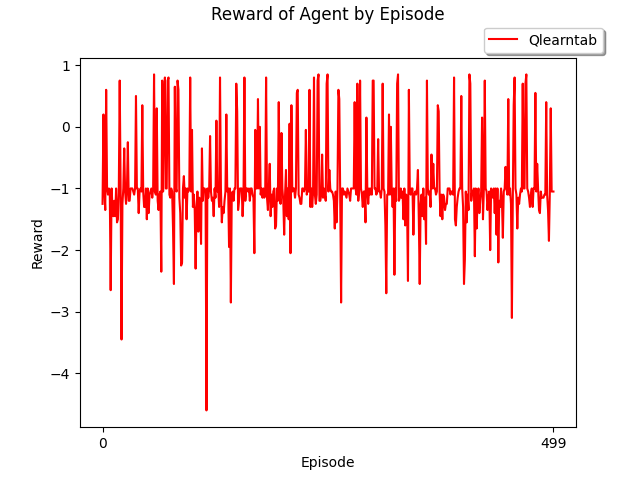 Reward of Agent by Episode
Qlearntab
1
0
−1
−2
−3
−4
Reward
0
499
Episode